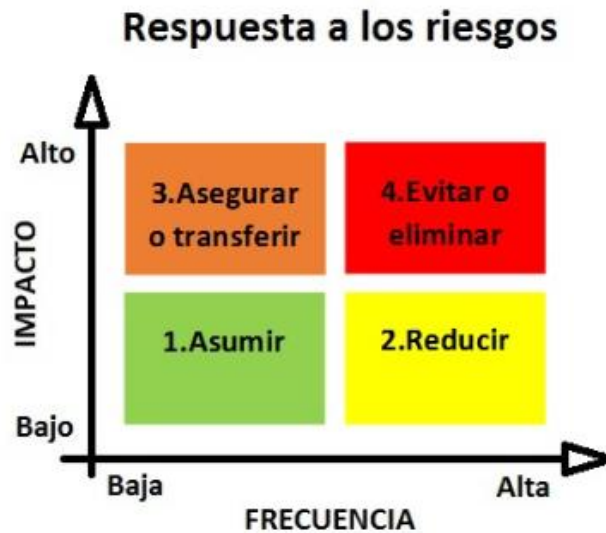 Respuesta a los riesgos
Alto
IMPACTO
Bajo
3.Asegurar
o transferir
4.Evitar o
eliminar
1.Asumir
2.Reducir
Baja
Alta
FRECUENCIA